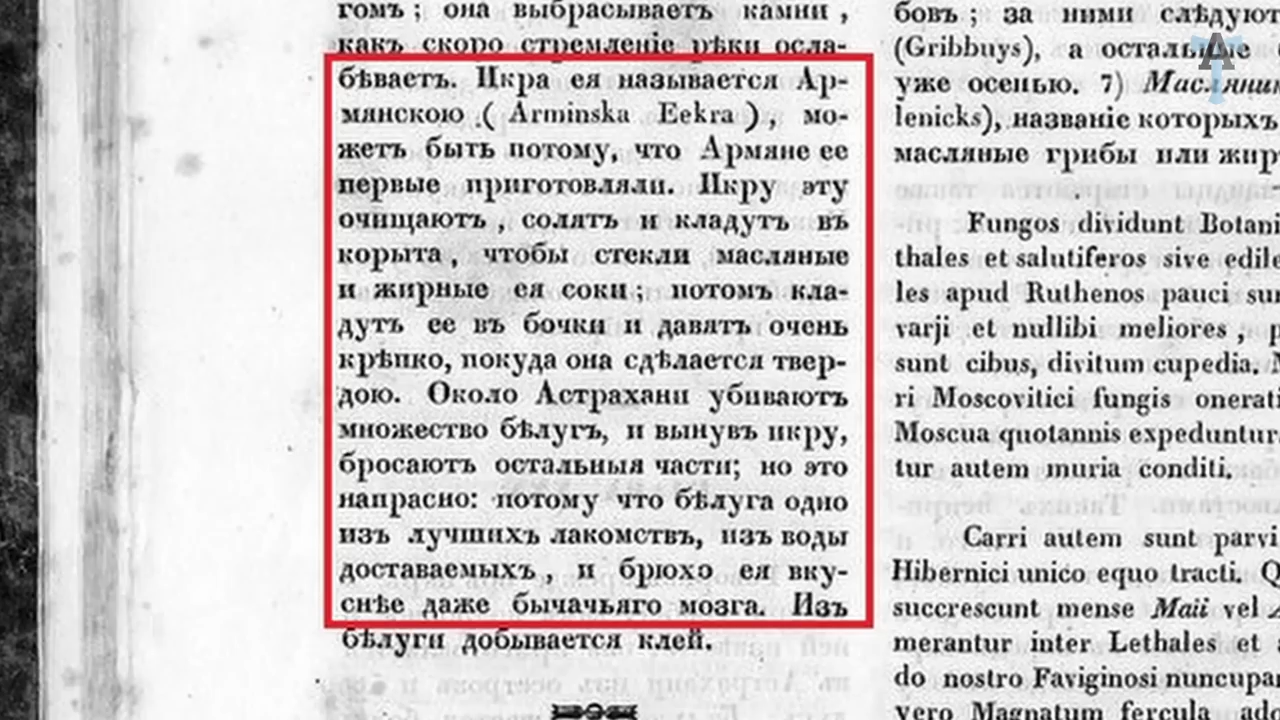 гомъ; она выбрасываетъ камни,
какъ скоро стремленіе рѣки осла-
бѣваетъ. Икра ея называется Ар-
мянскою (Arminska Eekra), мо-
жетъ быть потому, что Армяне ее
первые приготовляли. Икру эту
очищаютъ, солятъ и кладутъ въ
корыта, чтобы стекли масляные
и жирные ея соки; потомъ кла-
дутъ ее въ бочки и давятъ очень
крѣпко, покуда она сдѣлается твер-
дою. Около Астрахани убиваютъ
множество бѣлугъ, и вынувъ икру,
бросаютъ остальныя части; но это
напрасно: потому что бѣлуга одно
изъ лучшихъ лакомствъ, изъ воды
доставаемыхъ, и брюхо ея вку-
снѣе даже бычачьяго мозга. Изъ
бѣлуги добывается клей.
бовъ; за ними слѣдуют
(Gribbuys), а остальные
уже осенью. 7) Маслян
lenicks), названіе которыхъ
масляные грибы или жир
Fungos dividunt Botani
thales et salutiferos sive edile
les apud Ruthenos pauci su
varji et nullibi meliores, p
sunt cibus, divitum cupedia.
ri Moscovitici fungis onerati
Moscua quotannis expeduntur
tur autem muria conditi.
Carri autem sunt parvi
Hibernici unico equo tracti. Q
succrescunt mense Maii vel
merantur inter Lethales et
do nostro Faviginosi nuncupan
vero Magnatum fercula ado